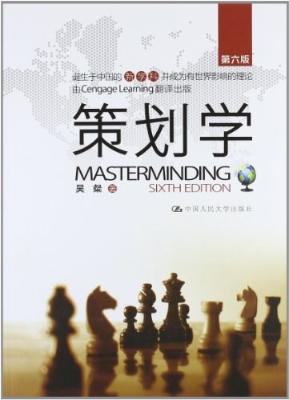 第六版
诞生于中国的新学科并成为有世界影响的理论
由Cengage Learning翻译出版
策划学
MASTERMINDING
SIXTH EDITION
吴粲 著
中国人民大学出版社